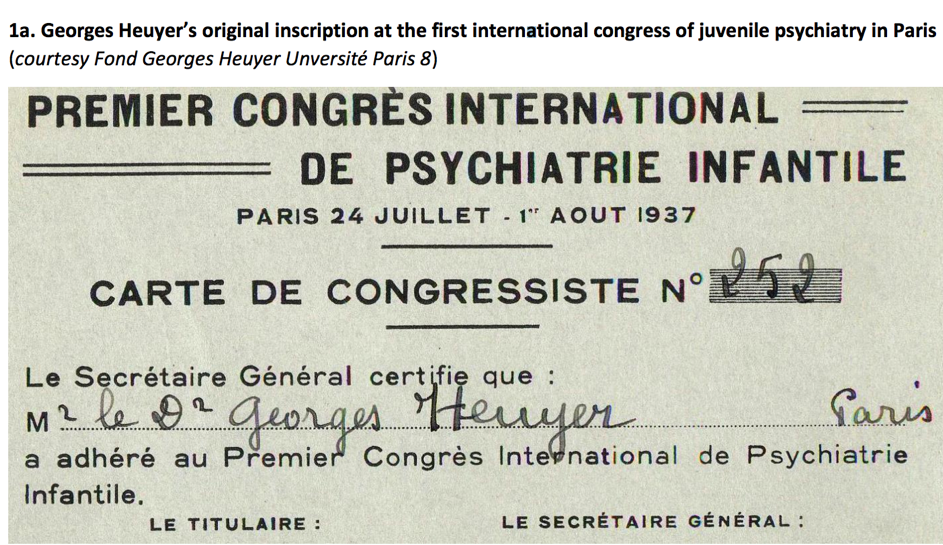 1a. Georges Heuyer’s original inscription at the first international congress of juvenile psychiatry in Paris
(courtesy Fond Georges Heuyer Unversité Paris 8)
PREMIER CONGRÈS INTERNATIONAL
DE PSYCHIATRIE INFANTILE
PARIS 24 JUILLET - 1er AOUT 1937
CARTE DE CONGRESSISTE N° 252
Le Secrétaire Général certifie que :
Mr le Dr Georges Heuyer Paris
a adhéré au Premier Congrès International de Psychiatrie
Infantile.
LE TITULAIRE : LE SECRÉTAIRE GÉNÉRAL :